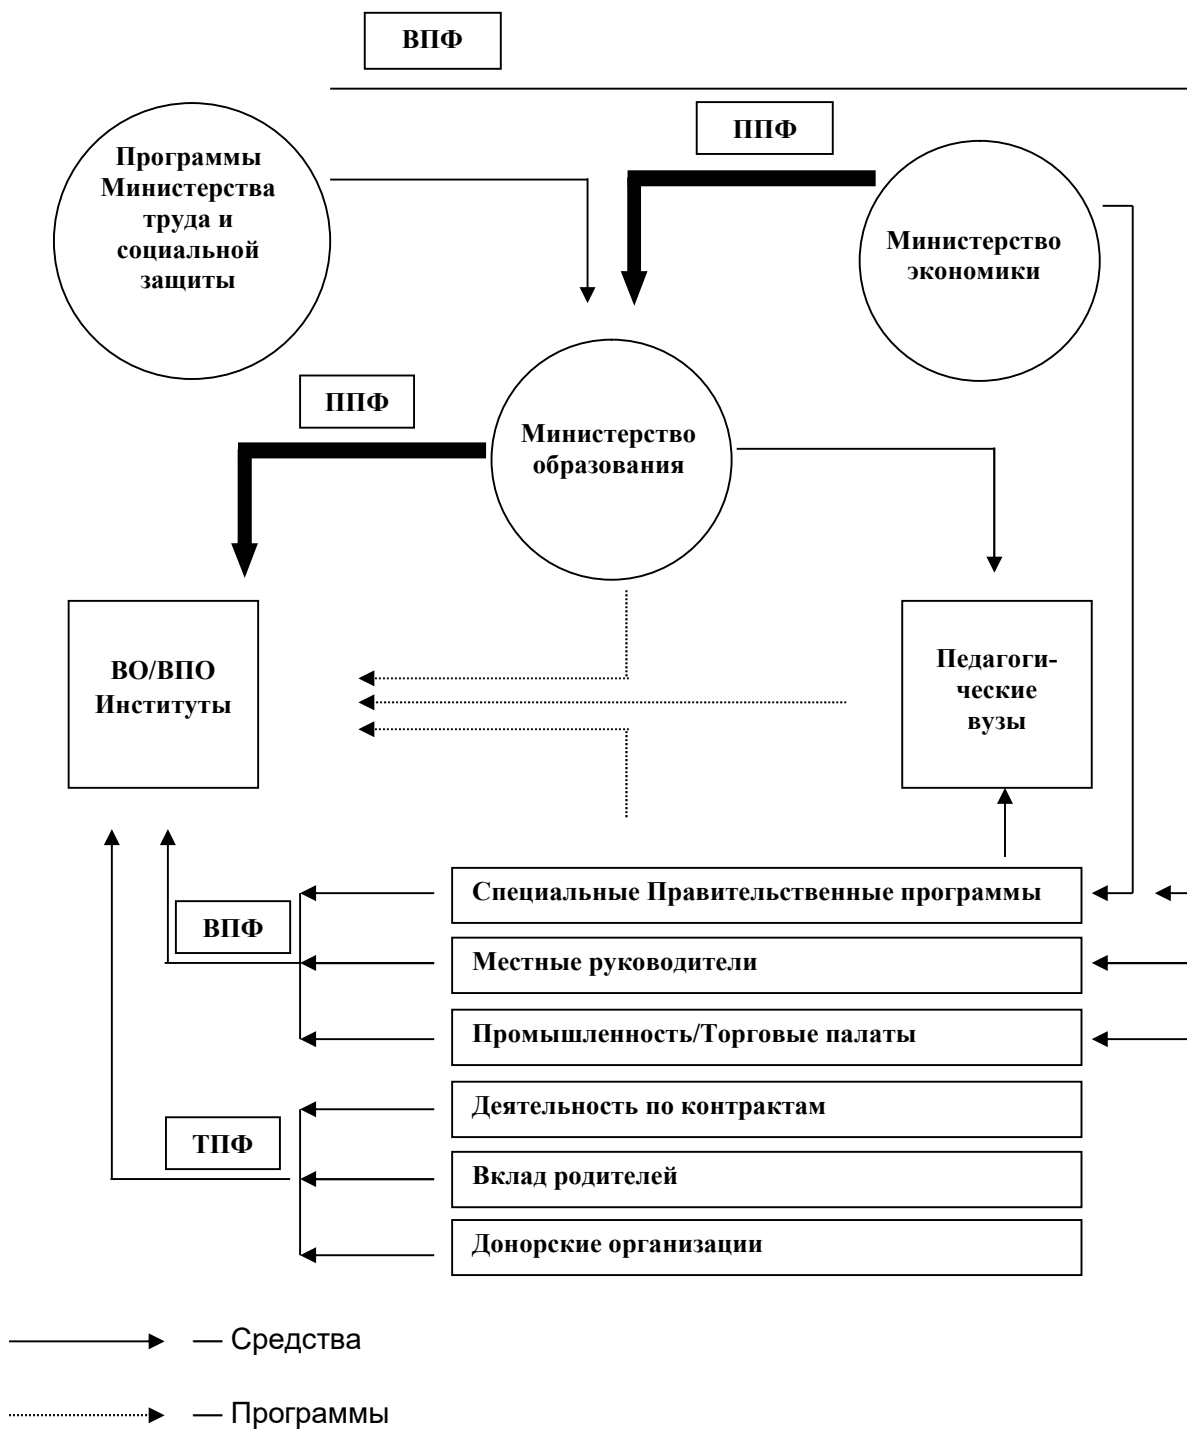 ВПФ
ППФ
Программы
Министерства
труда и
социальной
защиты
Министерство
экономики
ППФ
Министерство
образования
ВО/ВПО
Институты
Педагоги-
ческие
вузы
Специальные Правительственные программы
ВПФ
Местные руководители
Промышленность/Торговые палаты
Деятельность по контрактам
ТПФ
Вклад родителей
Донорские организации
— Средства
— Программы